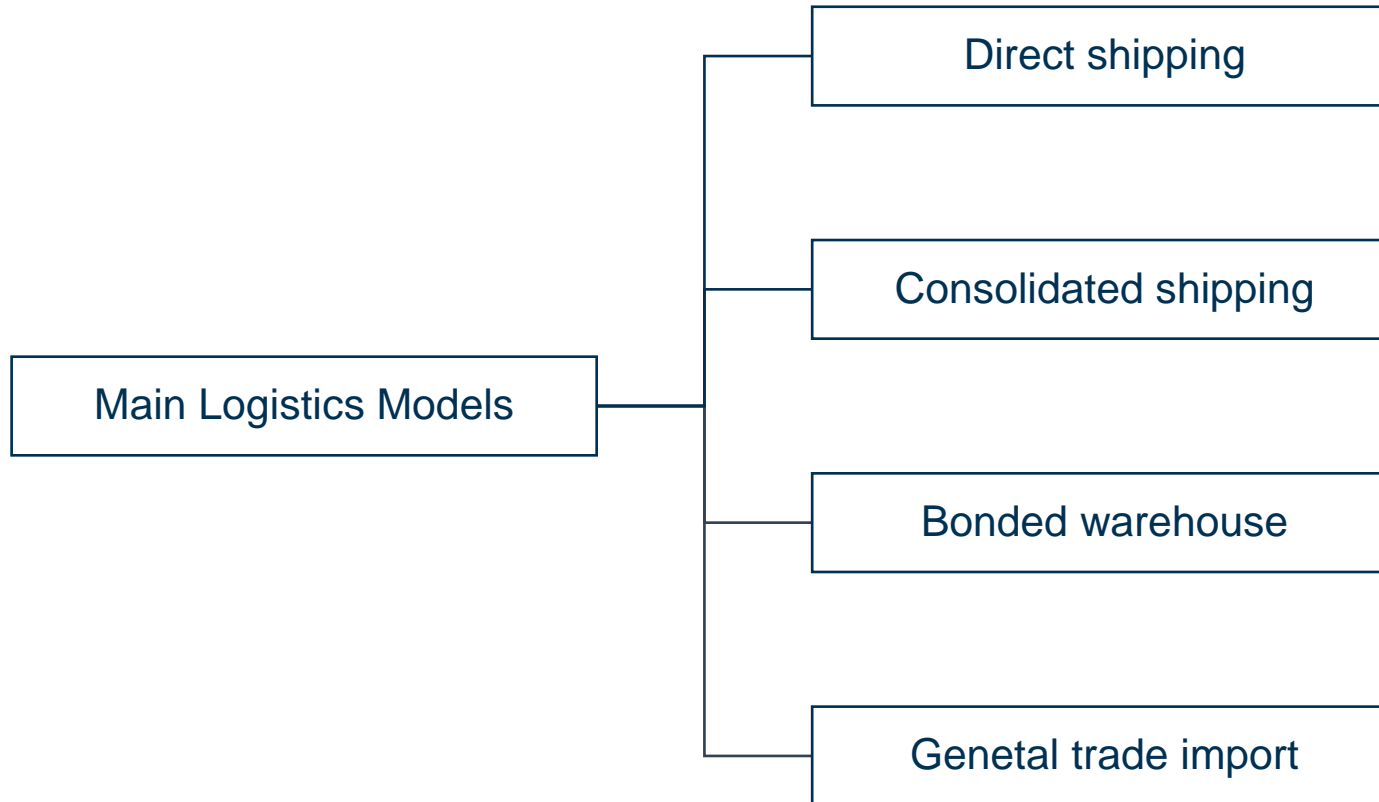 Direct shipping
Consolidated shipping
Main Logistics Models
Bonded warehouse
Genetal trade import